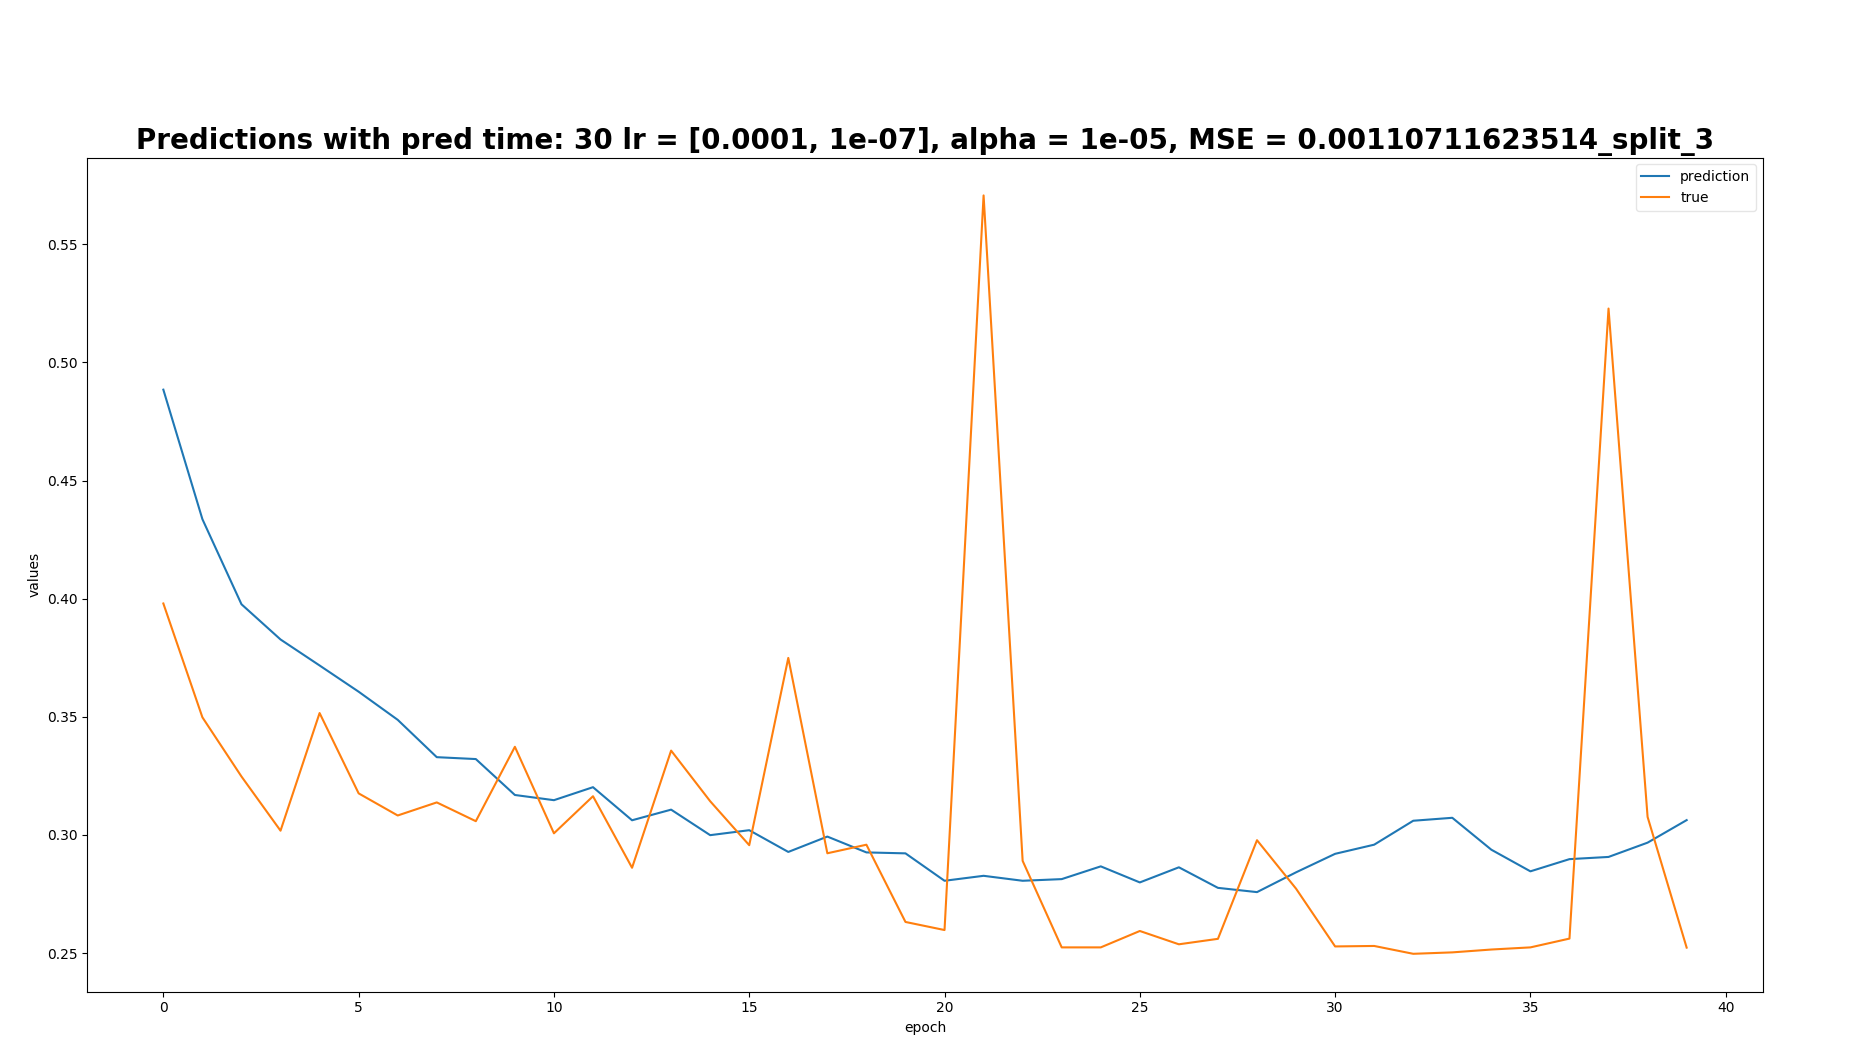 Predictions with pred time: 30 lr = [0.0001, 1e-07], alpha = 1e-05, MSE = 0.00110711623514_split_3
prediction
true
0.55
0.50
0.45
0.40
0.35
0.30
0.25
values
0 5 10 15 20 25 30 35 40
epoch